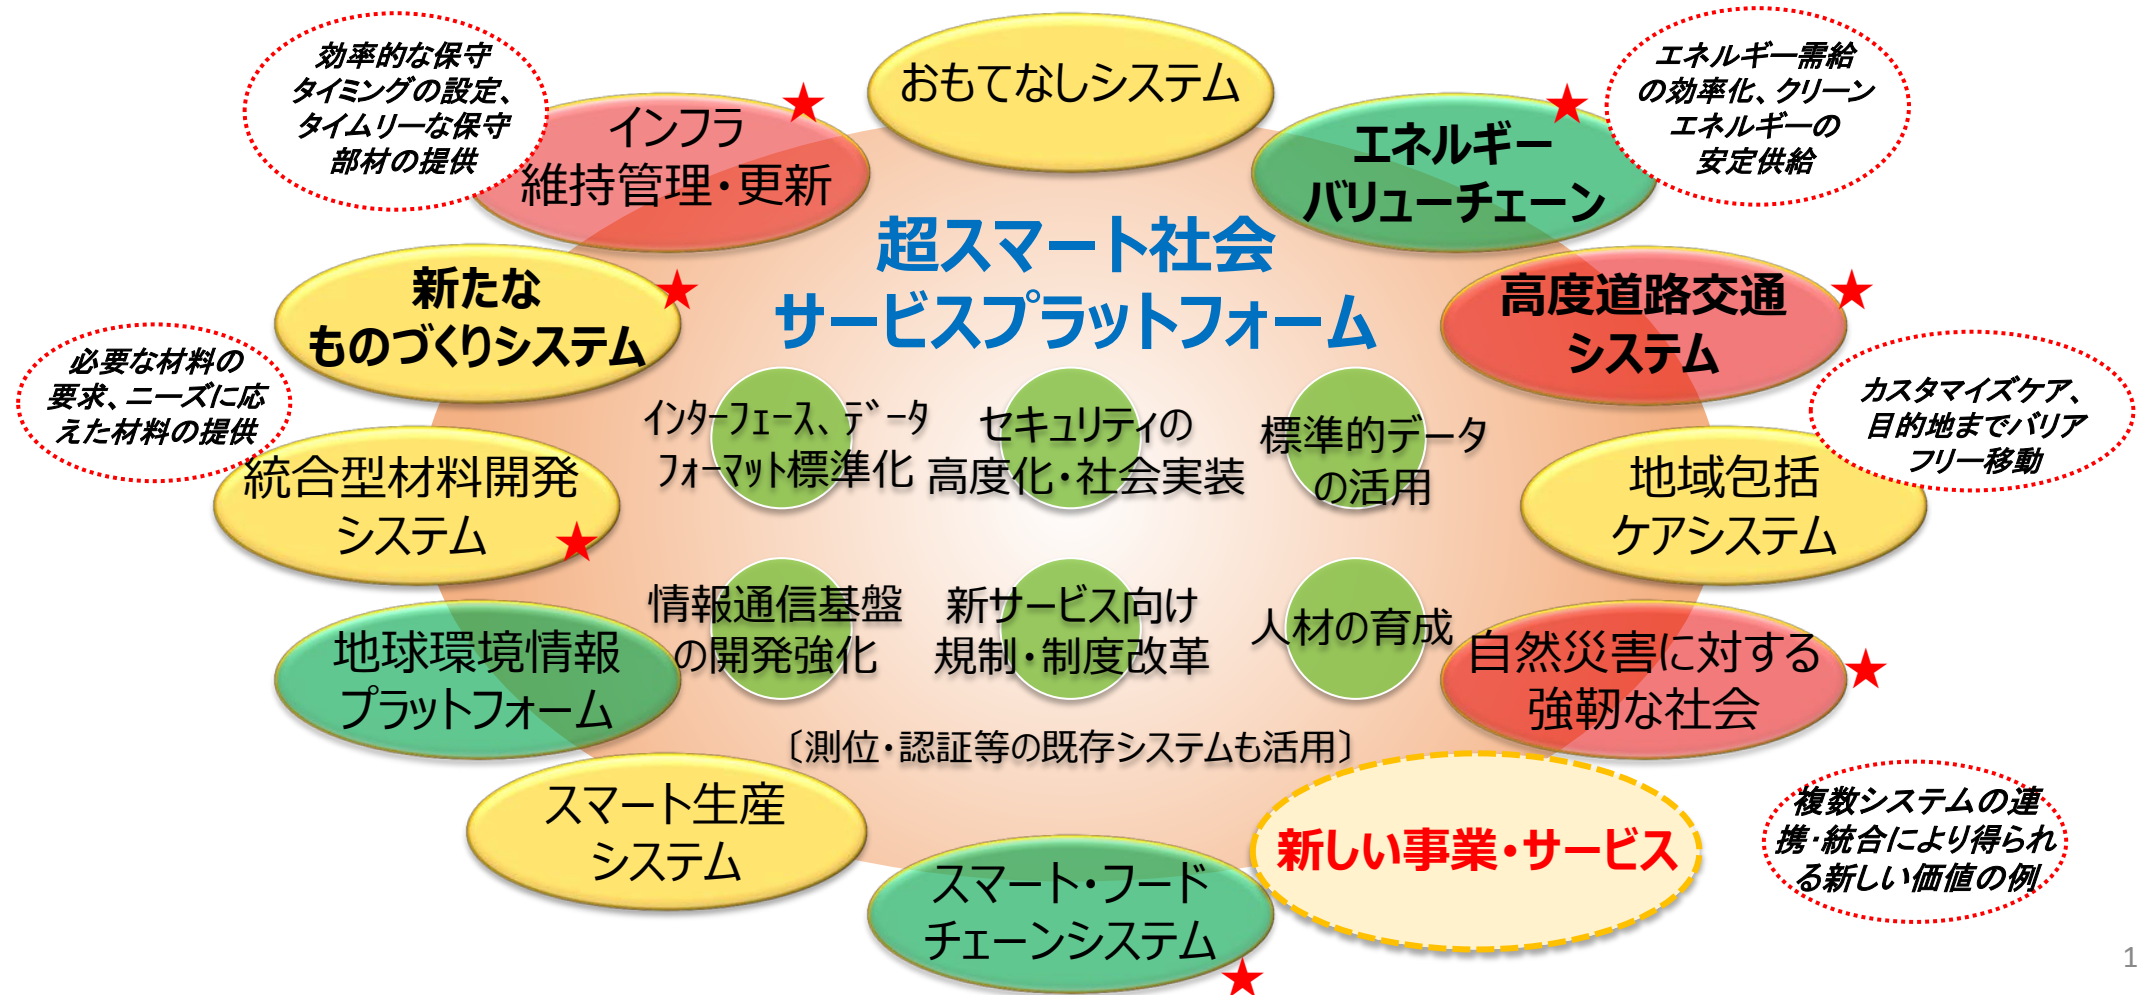 効率的な保守
タイミングの設定、
タイムリーな保守
部材の提供
おもてなしシステム
エネルギー需給
の効率化、クリーン
エネルギーの
安定供給
インフラ
維持管理・更新
エネルギー
バリューチェーン
超スマート社会
サービスプラットフォーム
新たな
ものづくりシステム
高度道路交通
システム
必要な材料の
要求、ニーズに応
えた材料の提供
カスタマイズケア、
目的地までバリア
フリー移動
インターフェース、データ
フォーマット標準化
セキュリティの
高度化・社会実装
標準的データ
の活用
統合型材料開発
システム
地域包括
ケアシステム
情報通信基盤
の開発強化
新サービス向け
規制・制度改革
人材の育成
地球環境情報
プラットフォーム
自然災害に対する
強靭な社会
〔測位・認証等の既存システムも活用〕
スマート生産
システム
新しい事業・サービス
複数システムの連
携・統合により得られ
る新しい価値の例
スマート・フード
チェーンシステム
1